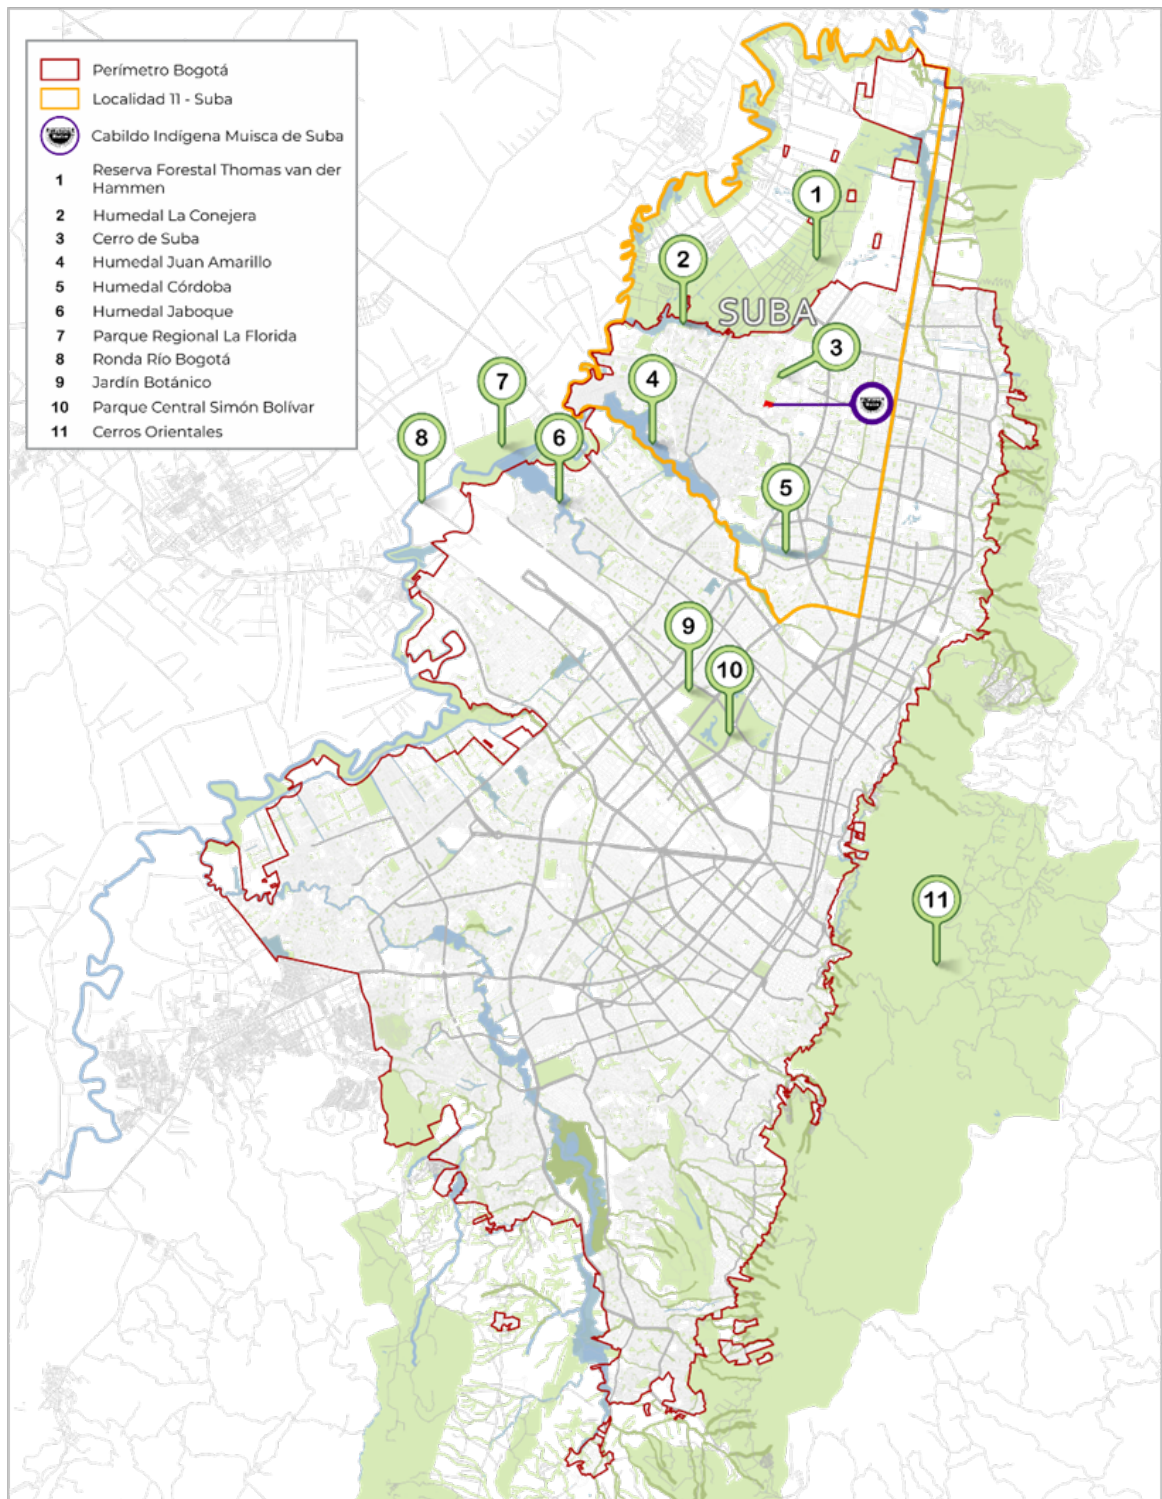 Perímetro Bogotá
Localidad 11 - Suba
Cabildo Indígena Muisca de Suba
1 Reserva Forestal Thomas van der
Hammen
2 Humedal La Conejera
3 Cerro de Suba
4 Humedal Juan Amarillo
5 Humedal Córdoba
6 Humedal Jaboque
7 Parque Regional La Florida
8 Ronda Río Bogotá
9 Jardín Botánico
10 Parque Central Simón Bolívar
11 Cerros Orientales
1
2
SUBA
3
4
7
8
6
5
9
10
11